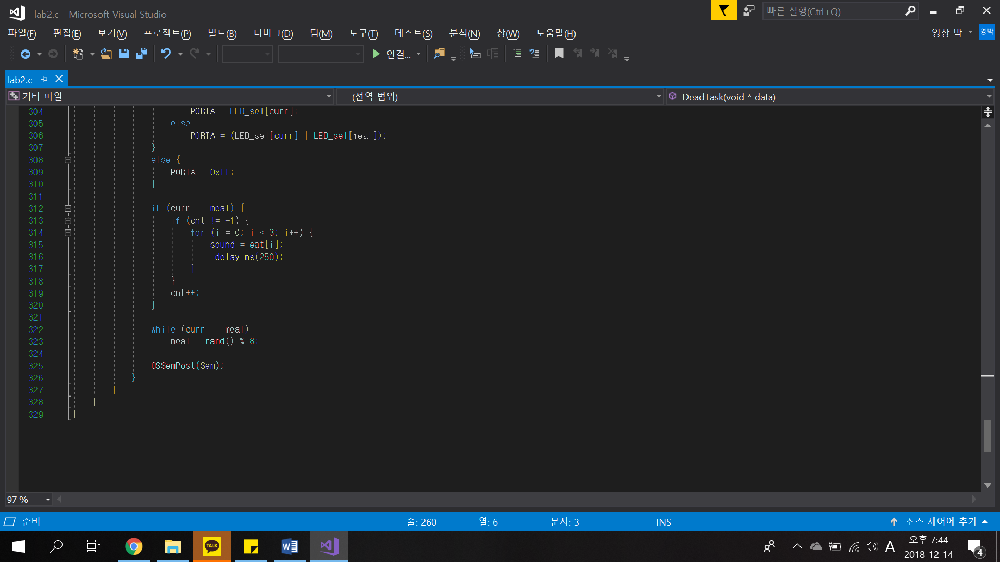 lab2.c - Microsoft Visual Studio
빠른 실행(Ctrl+Q)
파일(F) 편집(E) 보기(V) 프로젝트(P) 빌드(B) 디버그(D) 팀(M) 도구(T) 테스트(S) 분석(N) 창(W) 도움말(H)
영창 박 영박
연결...
lab2.c
기타 파일 (전역 범위) DeadTask(void * data)
304 PORTA = LED_sel[curr];
305 else
306 PORTA = (LED_sel[curr] | LED_sel[meal]);
307 }
308 else {
309 PORTA = 0xff;
310 }
311
312 if (curr == meal) {
313 if (cnt != -1) {
314 for (i = 0; i < 3; i++) {
315 sound = eat[i];
316 _delay_ms(250);
317 }
318 }
319 cnt++;
320 }
321
322 while (curr == meal)
323 meal = rand() % 8;
324
325 OSSemPost(Sem);
326 }
327 }
328 }
329 }
97 %
준비 줄: 260 열: 6 문자: 3 INS 소스 제어에 추가
TALK
A
오후 7:44
2018-12-14
4